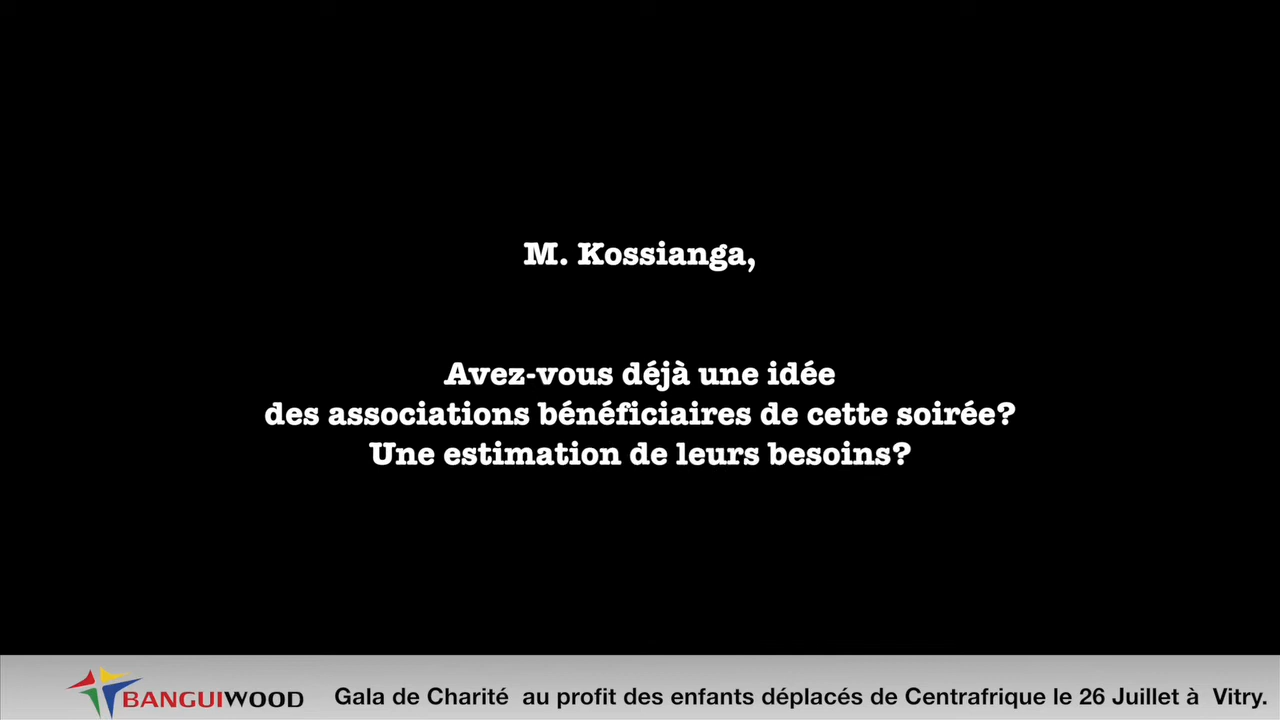 M. Kossianga,
Avez-vous déjà une idée
des associations bénéficiaires de cette soirée?
Une estimation de leurs besoins?
BANGUIWOOD Gala de Charité au profit des enfants déplacés de Centrafrique le 26 Juillet à Vitry.